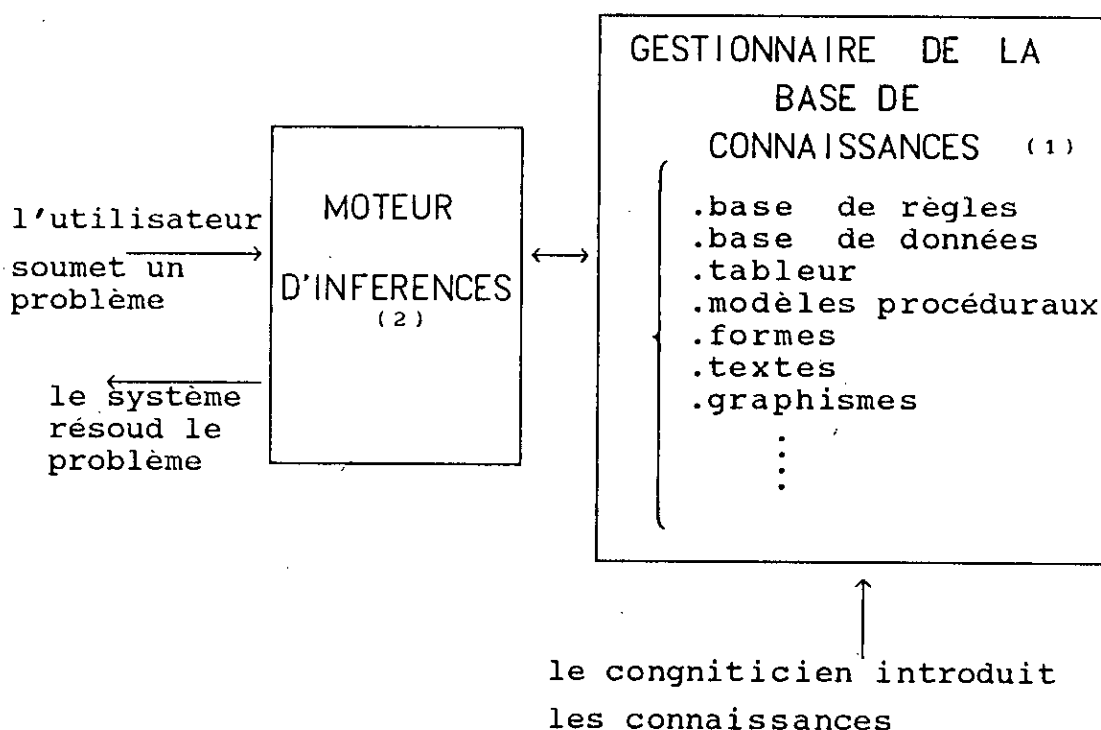 GESTIONNAIRE DE LA
BASE DE
CONNAISSANCES (1)
.base de règles
.base de données
.tableur
.modèles procéduraux
.formes
.textes
.graphismes
MOTEUR
D'INFERENCES
(2)
l'utilisateur
soumet un
problème
le système
résoud le
problème
le congniticien introduit
les connaissances